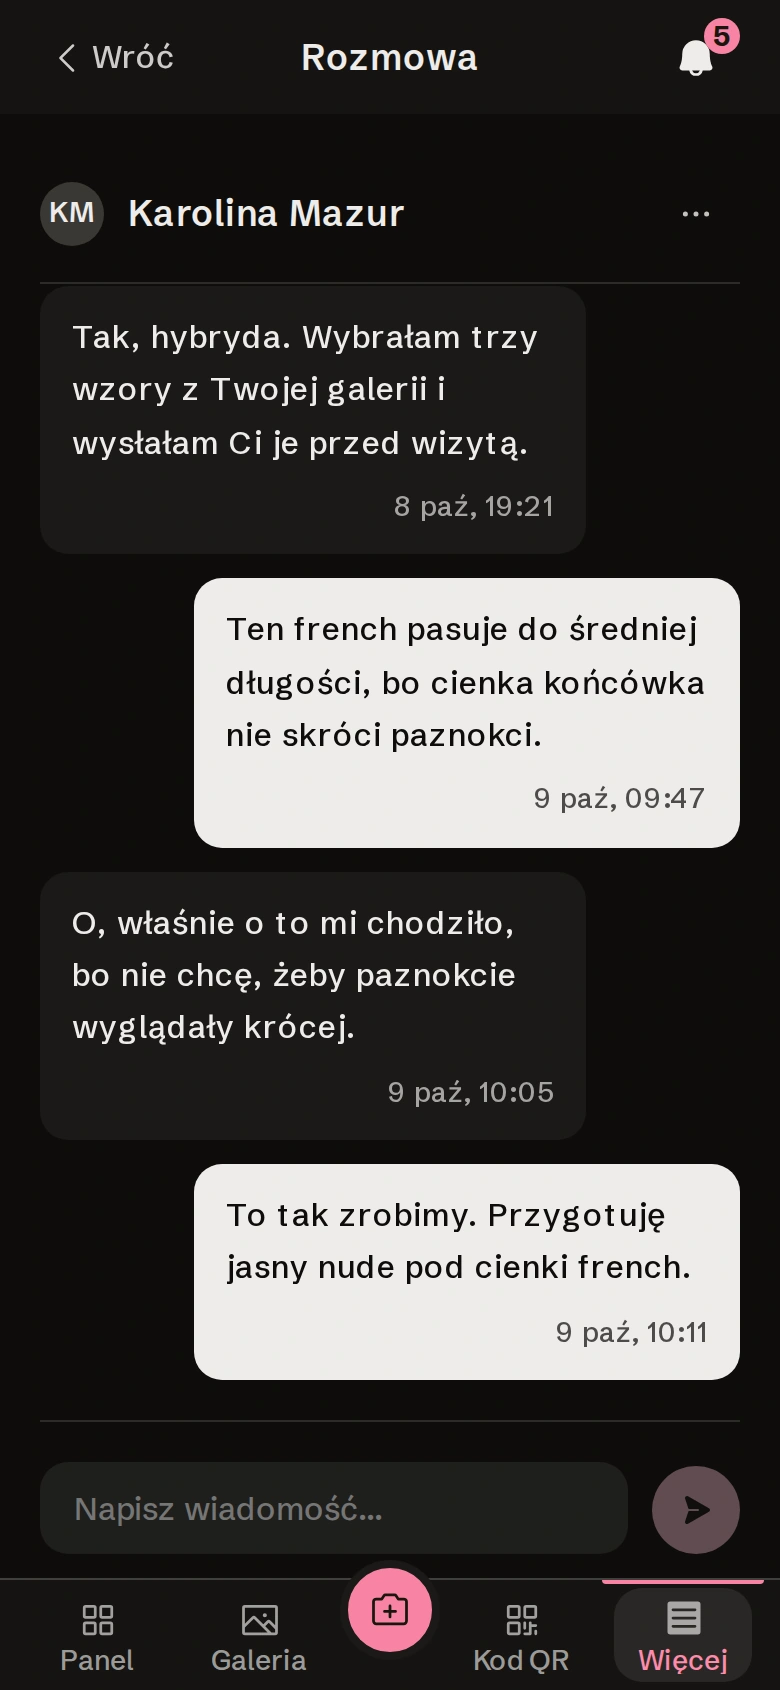 Wróć
Rozmowa
5
KM
Karolina Mazur
Tak, hybryda. Wybrałam trzy
wzory z Twojej galerii i
wysłałam Ci je przed wizytą.
8 paź, 19:21
Ten french pasuje do średniej
długości, bo cienka końcówka
nie skróci paznokci.
9 paź, 09:47
O, właśnie o to mi chodziło,
bo nie chcę, żeby paznokcie
wyglądały krócej.
9 paź, 10:05
To tak zrobimy. Przygotuję
jasny nude pod cienki french.
9 paź, 10:11
Napisz wiadomość...
Panel
Galeria
Kod QR
Więcej